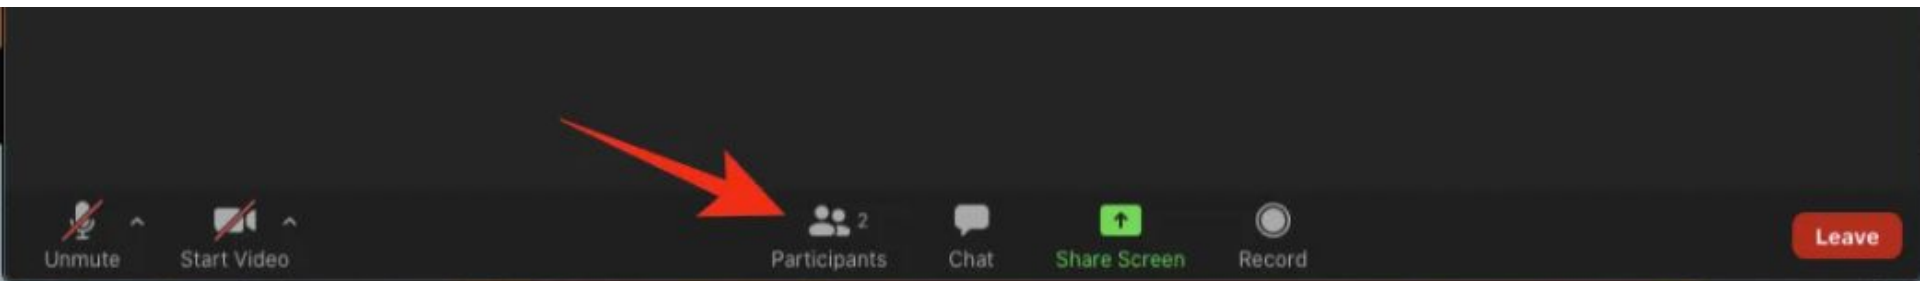 2
Unmute
Start Video
Participants
Chat
Share Screen
Record
Leave